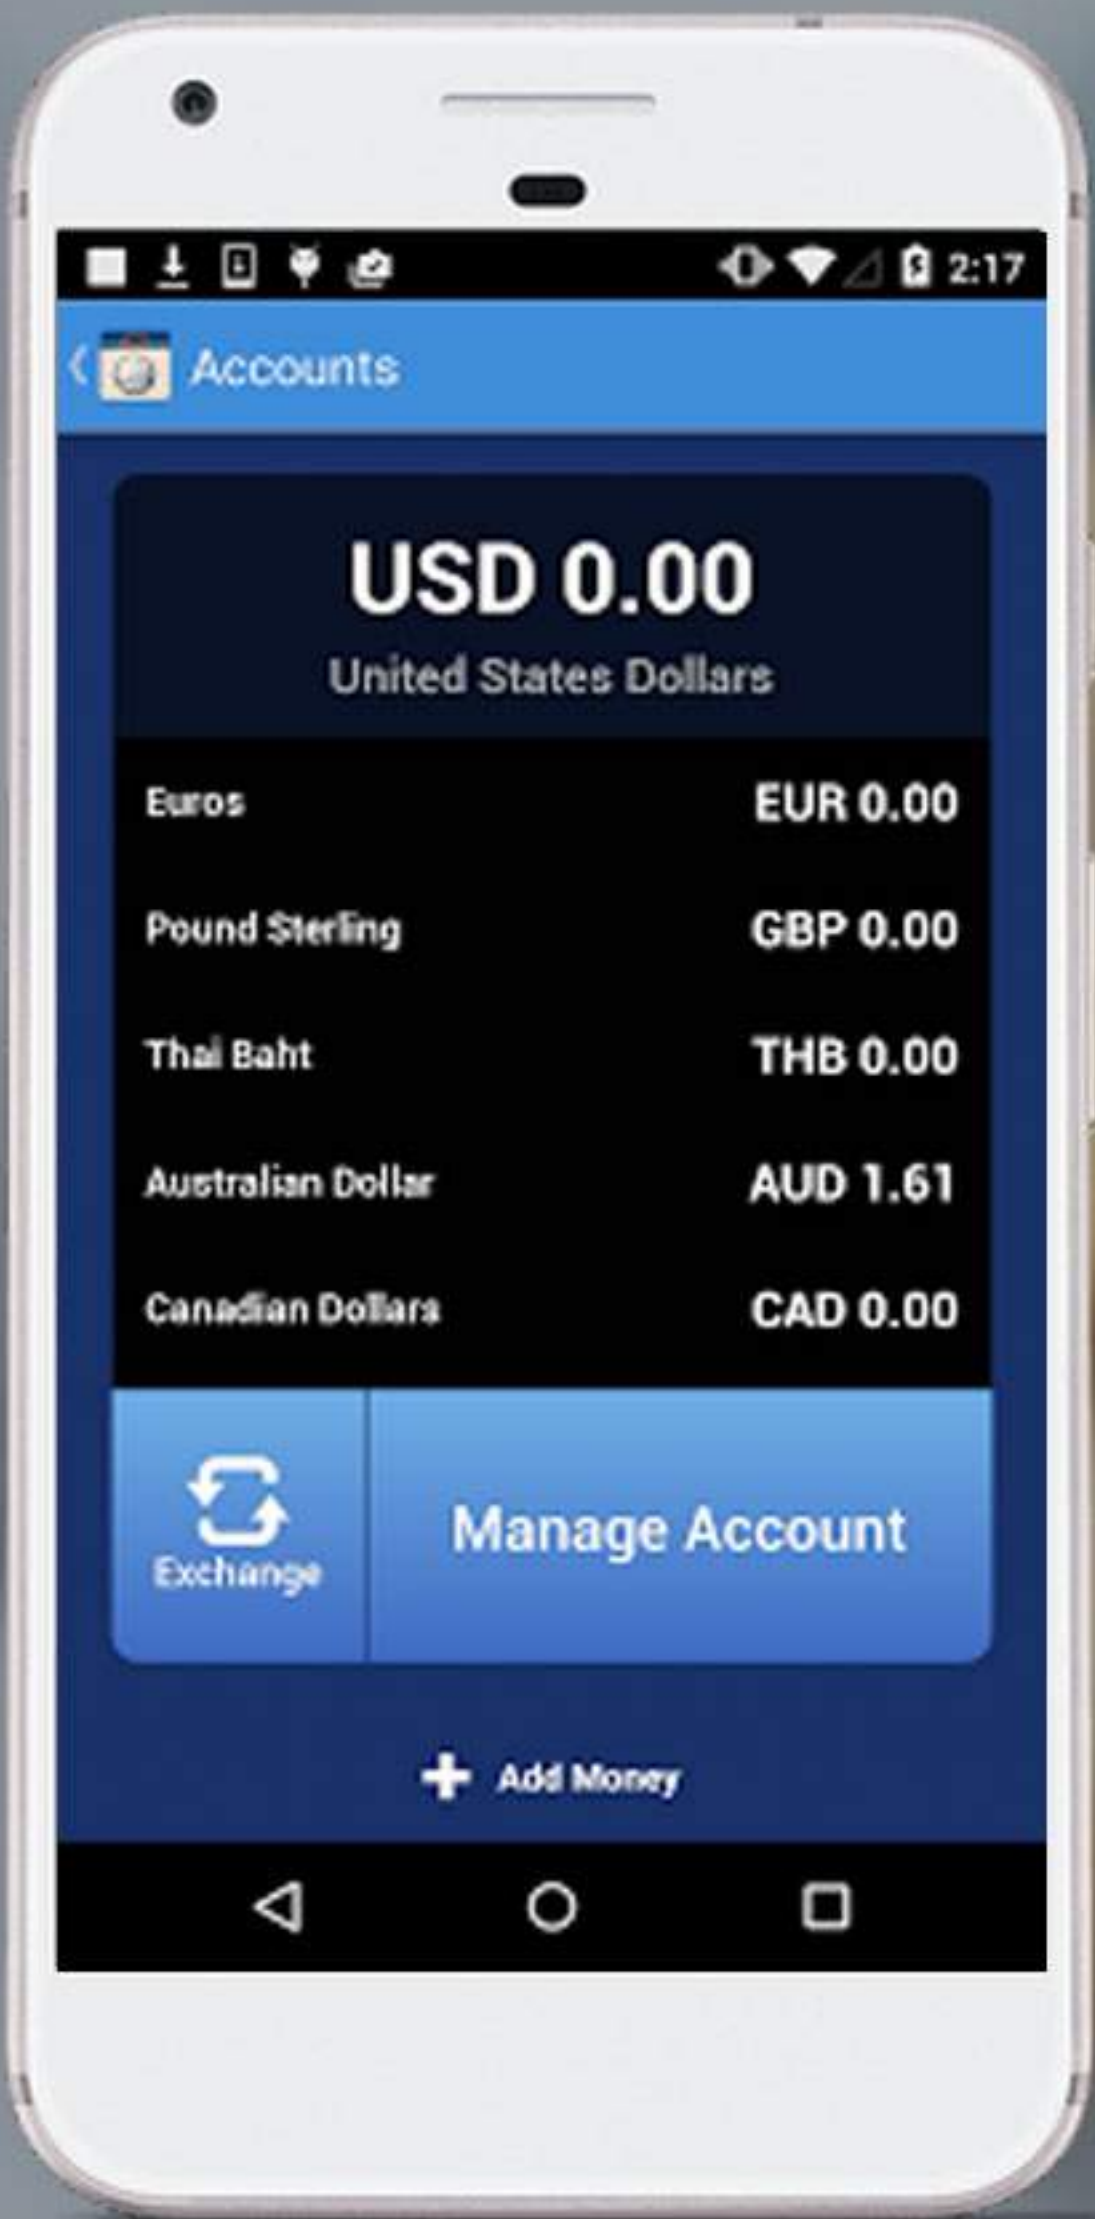 2:17
Accounts
USD 0.00
United States Dollars
Euros EUR 0.00
Pound Sterling GBP 0.00
Thai Baht THB 0.00
Australian Dollar AUD 1.61
Canadian Dollars CAD 0.00
Exchange
Manage Account
Add Money